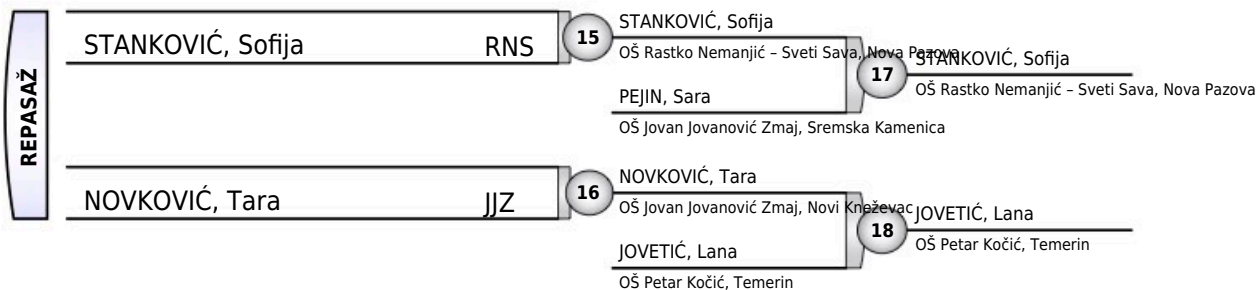 REPASAŽ
STANKOVIĆ, Sofija RNS
15
STANKOVIĆ, Sofija
OŠ Rastko Nemanjić – Sveti Sava, Nova Pazova
PEJIN, Sara
OŠ Jovan Jovanović Zmaj, Sremska Kamenica
17
STANKOVIĆ, Sofija
OŠ Rastko Nemanjić – Sveti Sava, Nova Pazova
NOVKOVIĆ, Tara JJZ
16
NOVKOVIĆ, Tara
OŠ Jovan Jovanović Zmaj, Novi Kneževac
JOVETIĆ, Lana
OŠ Petar Kočić, Temerin
18
JOVETIĆ, Lana
OŠ Petar Kočić, Temerin